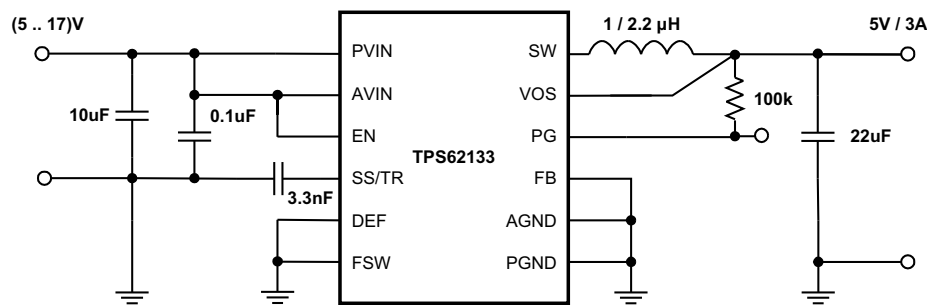 (5 .. 17)V
1 / 2.2 µH
5V / 3A
PVIN
SW
AVIN
VOS
10uF
0.1uF
100k
EN
PG
22uF
TPS62133
SS/TR
FB
3.3nF
DEF
AGND
FSW
PGND